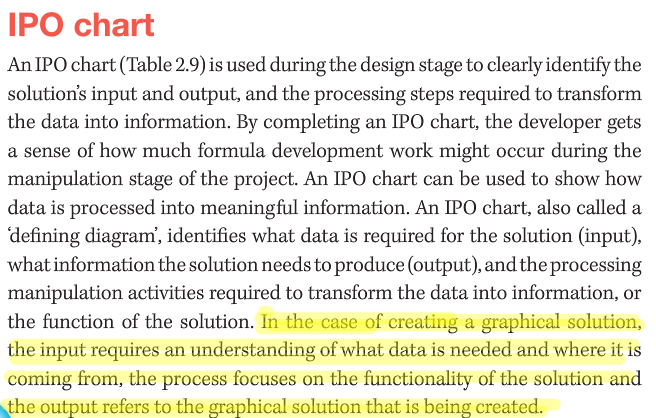 IPO chart
An IPO chart (Table 2.9) is used during the design stage to clearly identify the
solution's input and output, and the processing steps required to transform
the data into information. By completing an IPO chart, the developer gets
a sense of how much formula development work might occur during the
manipulation stage of the project. An IPO chart can be used to show how
data is processed into meaningful information. An IPO chart, also called a
'defining diagram', identifies what data is required for the solution (input),
what information the solution needs to produce (output), and the processing
manipulation activities required to transform the data into information, or
the function of the solution. In the case of creating a graphical solution,
the input requires an understanding of what data is needed and where it is
coming from, the process focuses on the functionality of the solution and
the output refers to the graphical solution that is being created.